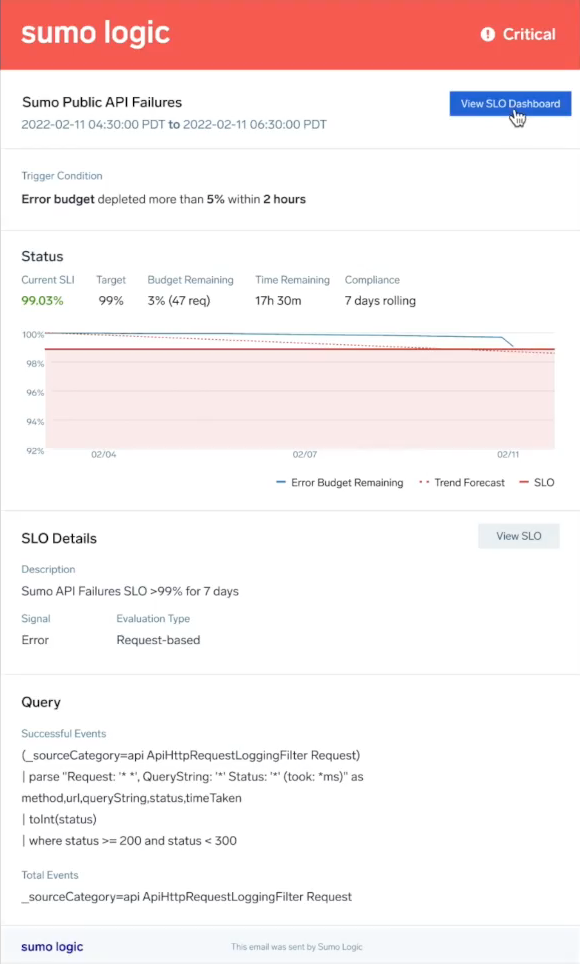 sumo logic
Critical
Sumo Public API Failures
View SLO Dashboard
2022-02-11 04:30:00 PDT to 2022-02-11 06:30:00 PDT
Trigger Condition
Error budget depleted more than 5% within 2 hours
Status
Current SLI Target Budget Remaining Time Remaining Compliance
99.03% 99% 3% (47 req) 17h 30m 7 days rolling
100%
98%
96%
94%
92%
02/04 02/07 02/11
Error Budget Remaining Trend Forecast SLO
SLO Details
View SLO
Description
Sumo API Failures SLO >99% for 7 days
Signal Evaluation Type
Error Request-based
Query
Successful Events
(_sourceCategory=api ApiHttpRequestLoggingFilter Request)
| parse "Request: '* *', QueryString: '*' Status: '*' (took: *ms)" as
method,url,queryString,status,timeTaken
| toInt(status)
| where status >= 200 and status < 300
Total Events
_sourceCategory=api ApiHttpRequestLoggingFilter Request
sumo logic
This email was sent by Sumo Logic